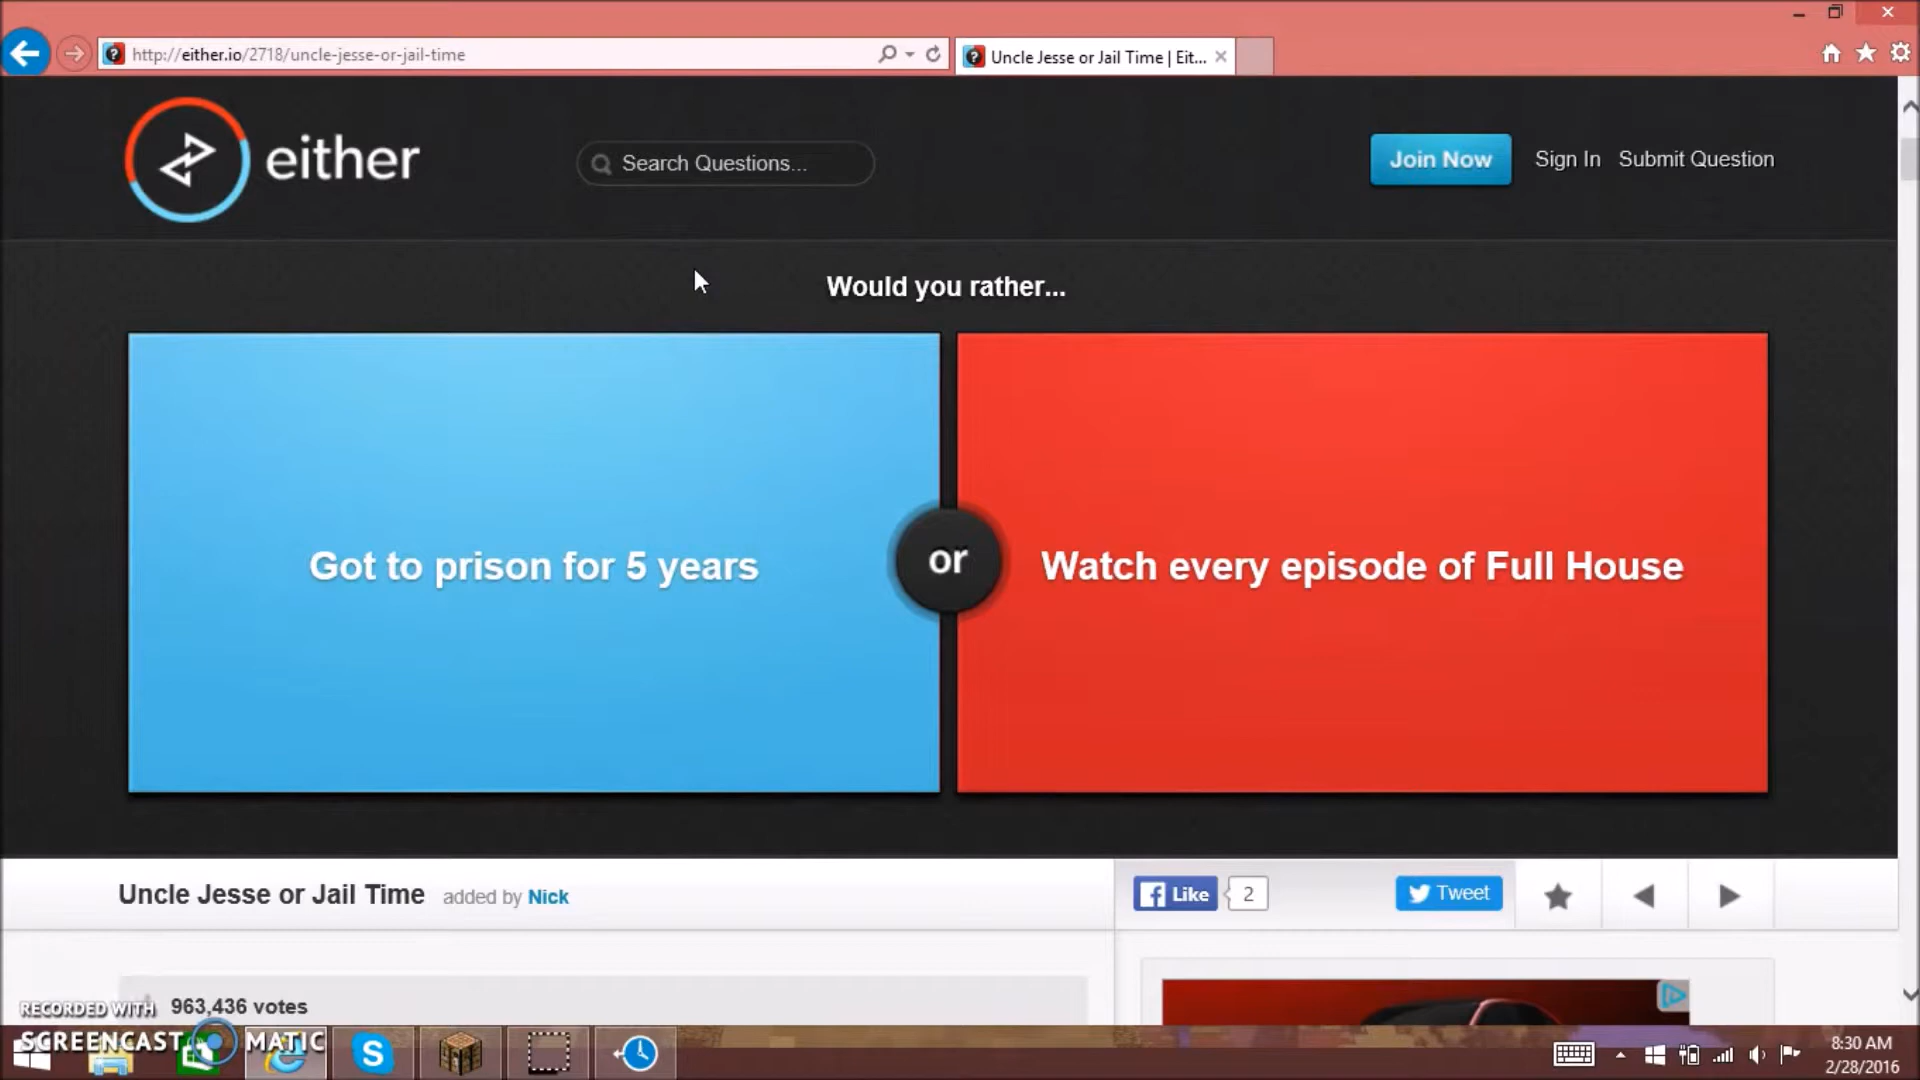 http://either.io/2718/uncle-jesse-or-jail-time
Uncle Jesse or Jail Time | Eit...
either
Search Questions...
Join Now
Sign In
Submit Question
Would you rather...
Got to prison for 5 years
or
Watch every episode of Full House
Uncle Jesse or Jail Time added by Nick
Like
2
Tweet
963,436 votes
RECORDED WITH
SCREENCAST MATIC
8:30 AM
2/28/2016